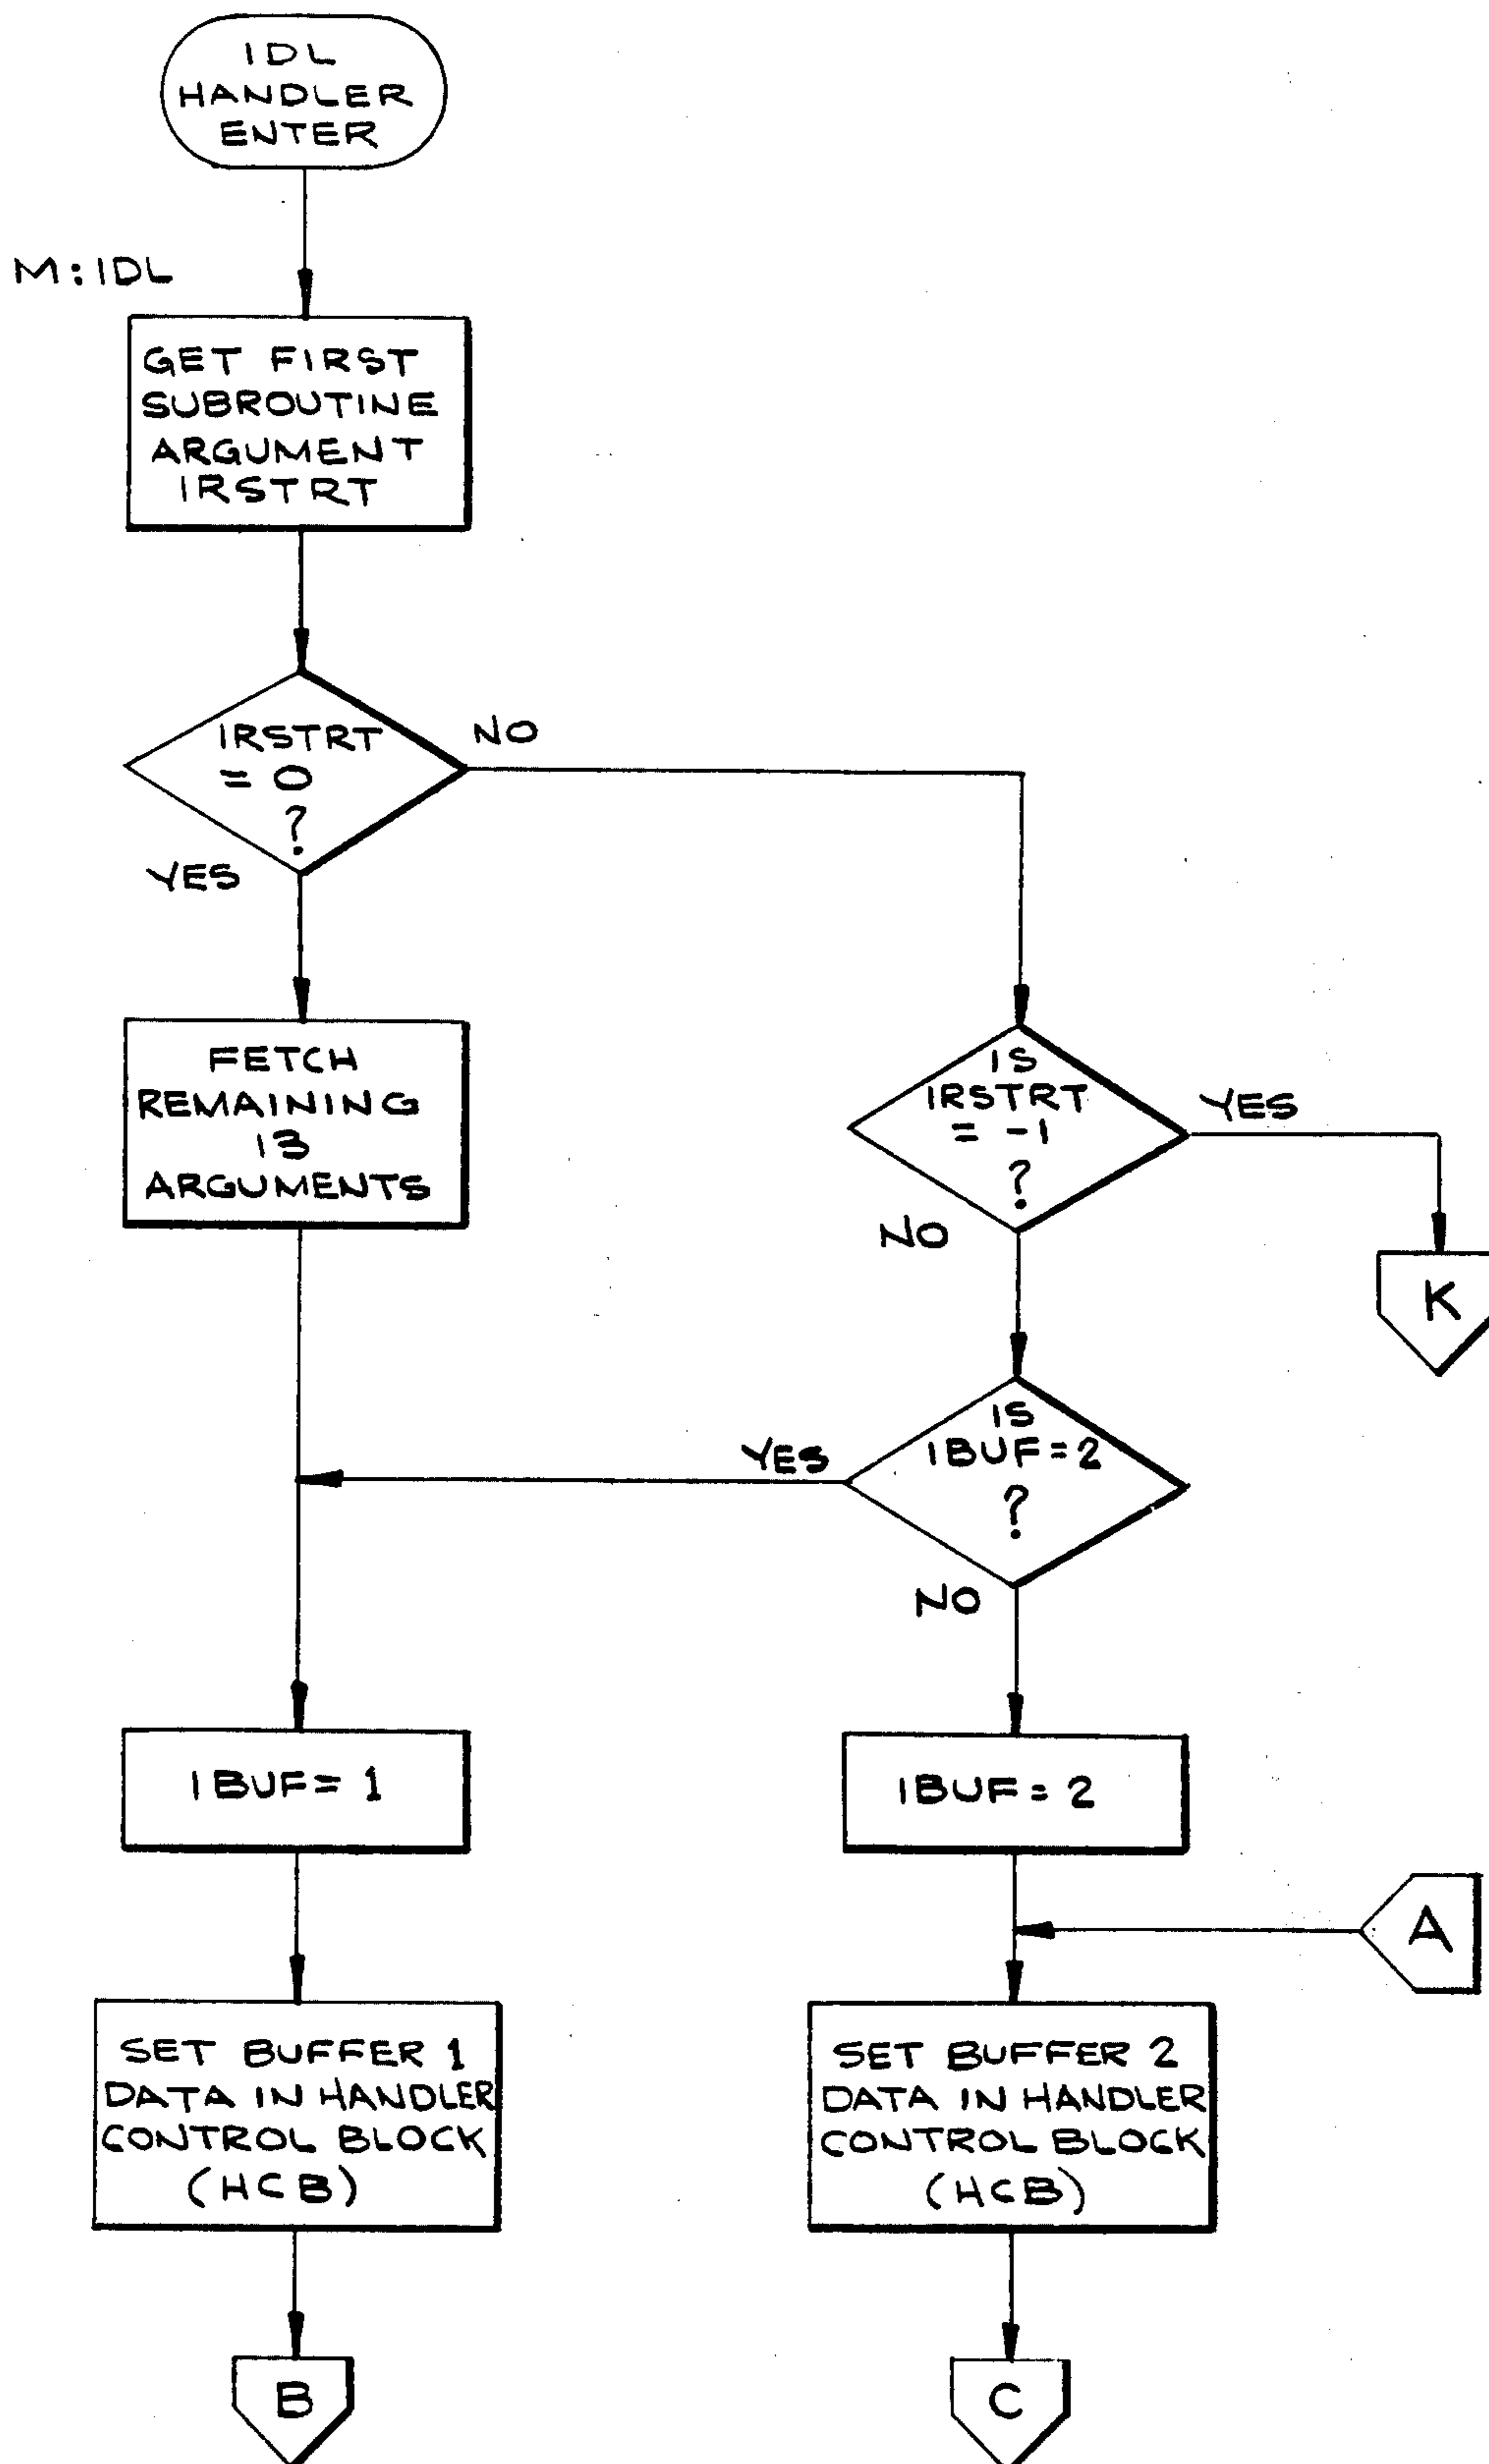 IDL
HANDLER
ENTER
M:IDL
GET FIRST
SUBROUTINE
ARGUMENT
IRSTRT
IRSTRT
= 0
?
NO
YES
FETCH
REMAINING
13
ARGUMENTS
IS
IRSTRT
= -1
?
YES
NO
K
IS
IBUF=2
?
YES
NO
IBUF= 1
IBUF= 2
A
SET BUFFER 1
DATA IN HANDLER
CONTROL BLOCK
(HCB)
SET BUFFER 2
DATA IN HANDLER
CONTROL BLOCK
(HCB)
B
C